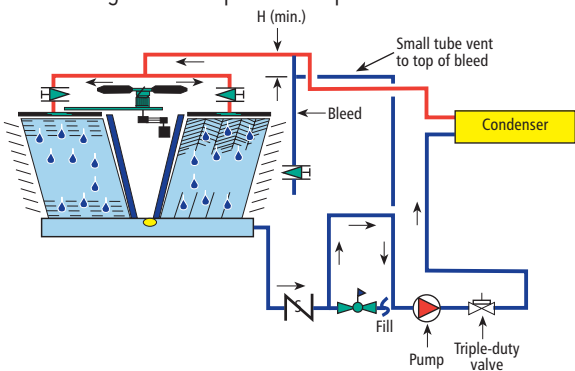 H (min.)
Small tube vent
to top of bleed
Bleed
Condenser
S
Fill
Pump
Triple-duty
valve